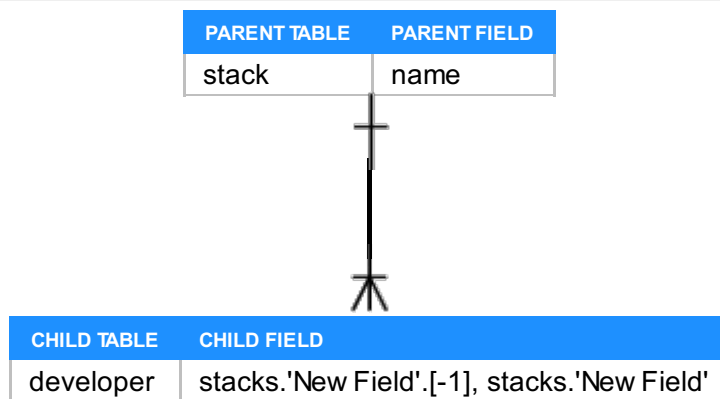 PARENT TABLE PARENT FIELD
stack name
CHILD TABLE CHILD FIELD
developer stacks.'New Field'.[-1], stacks.'New Field'